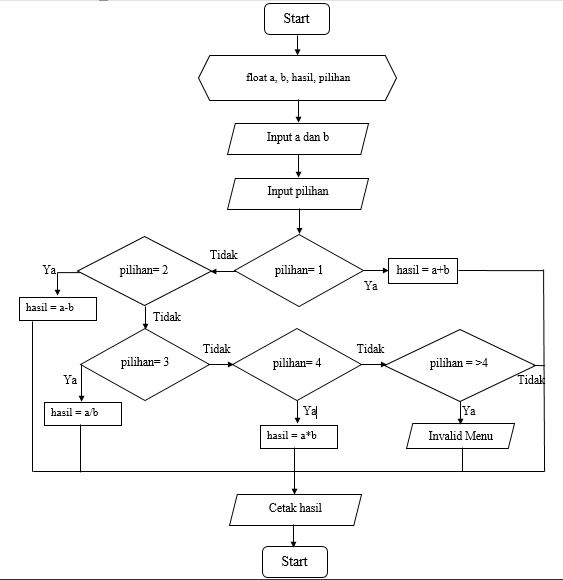 Start
float a, b, hasil, pilihan
Input a dan b
Input pilihan
pilihan= 1
Ya
hasil = a+b
Tidak
pilihan= 2
Ya
hasil = a-b
Tidak
pilihan= 3
Ya
hasil = a/b
Tidak
pilihan= 4
Ya
hasil = a*b
Tidak
pilihan = >4
Tidak
Ya
Invalid Menu
Cetak hasil
Start